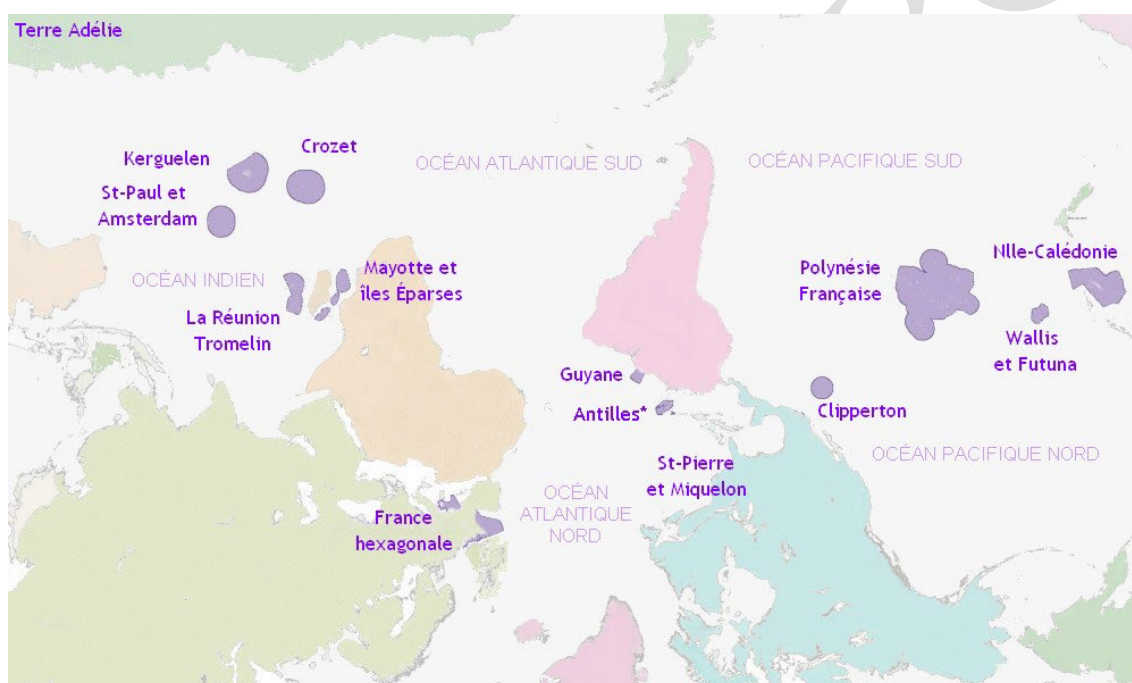 Terre Adélie
Kerguelen
Crozet
St-Paul et
Amsterdam
OCÉAN ATLANTIQUE SUD
OCÉAN PACIFIQUE SUD
OCÉAN INDIEN
Mayotte et
îles Éparses
La Réunion
Tromelin
Polynésie
Française
Nlle-Calédonie
Wallis
et Futuna
Guyane
Antilles*
Clipperton
OCÉAN PACIFIQUE NORD
St-Pierre
et Miquelon
OCÉAN
ATLANTIQUE
NORD
France
hexagonale